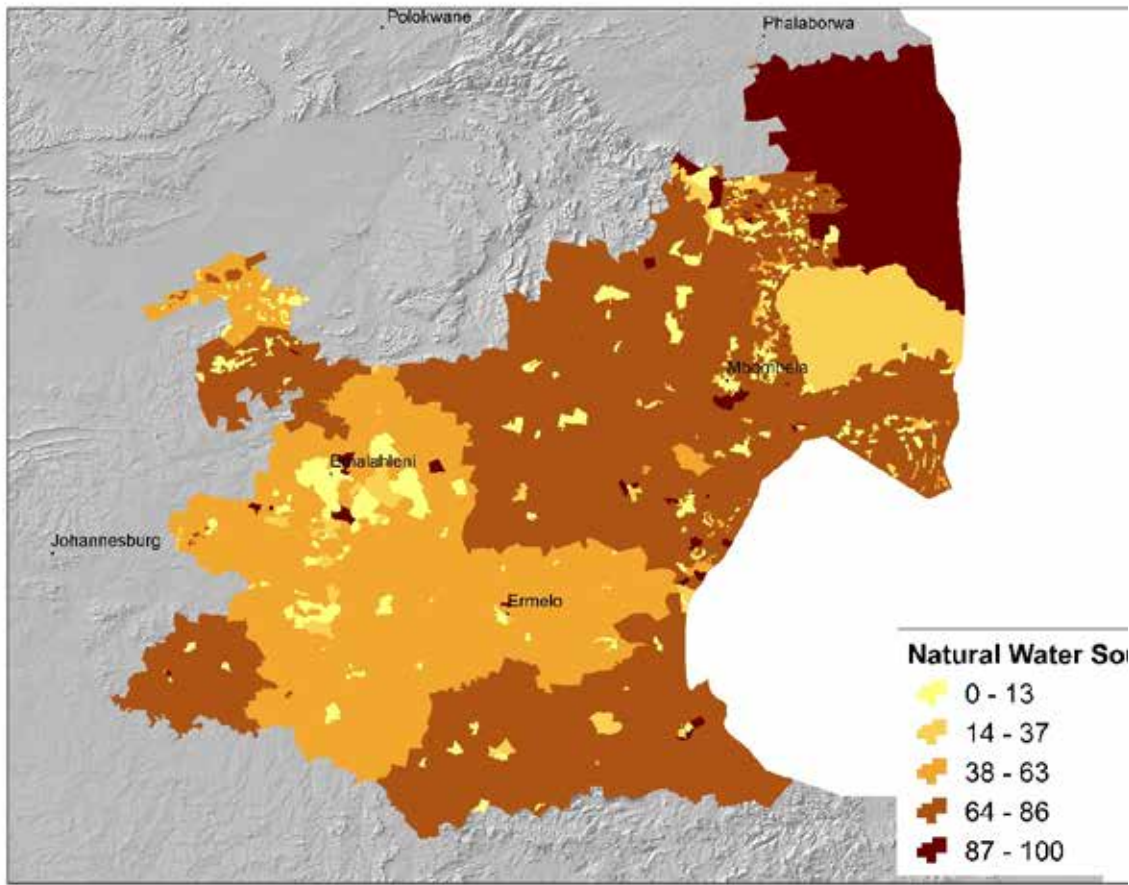 Polokwane
Phalaborwa
Mbombela
Emalahleni
Johannesburg
Ermelo
Natural Water Sou
0 - 13
14 - 37
38 - 63
64 - 86
87 - 100